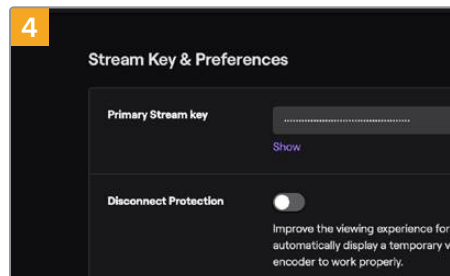 4
Stream Key & Preferences
Primary Stream key
Show
Disconnect Protection
Improve the viewing experience for
automatically display a temporary v
encoder to work properly.